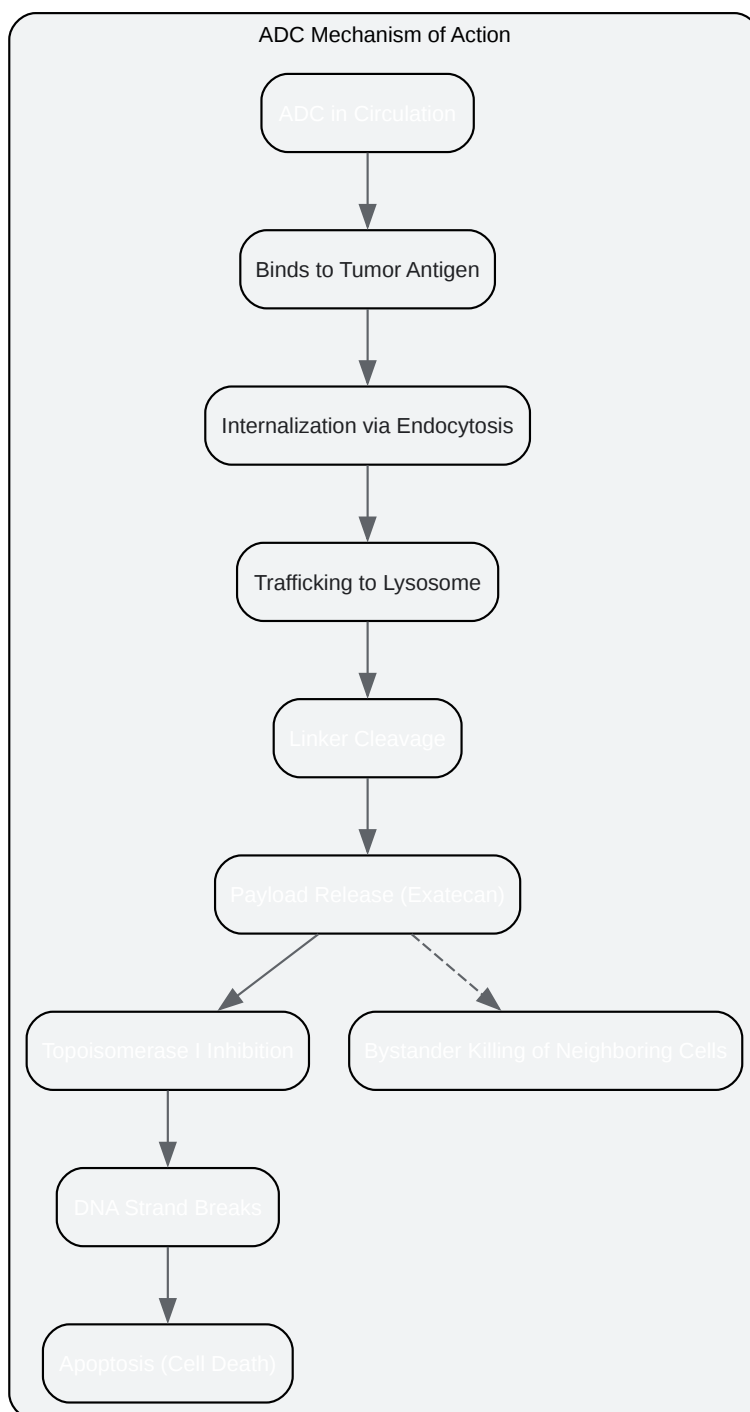 ADC Mechanism of Action
ADC in Circulation
Binds to Tumor Antigen
Internalization via Endocytosis
Trafficking to Lysosome
Linker Cleavage
Payload Release (Exatecan)
Topoisomerase I Inhibition
Bystander Killing of Neighboring Cells
DNA Strand Breaks
Apoptosis (Cell Death)